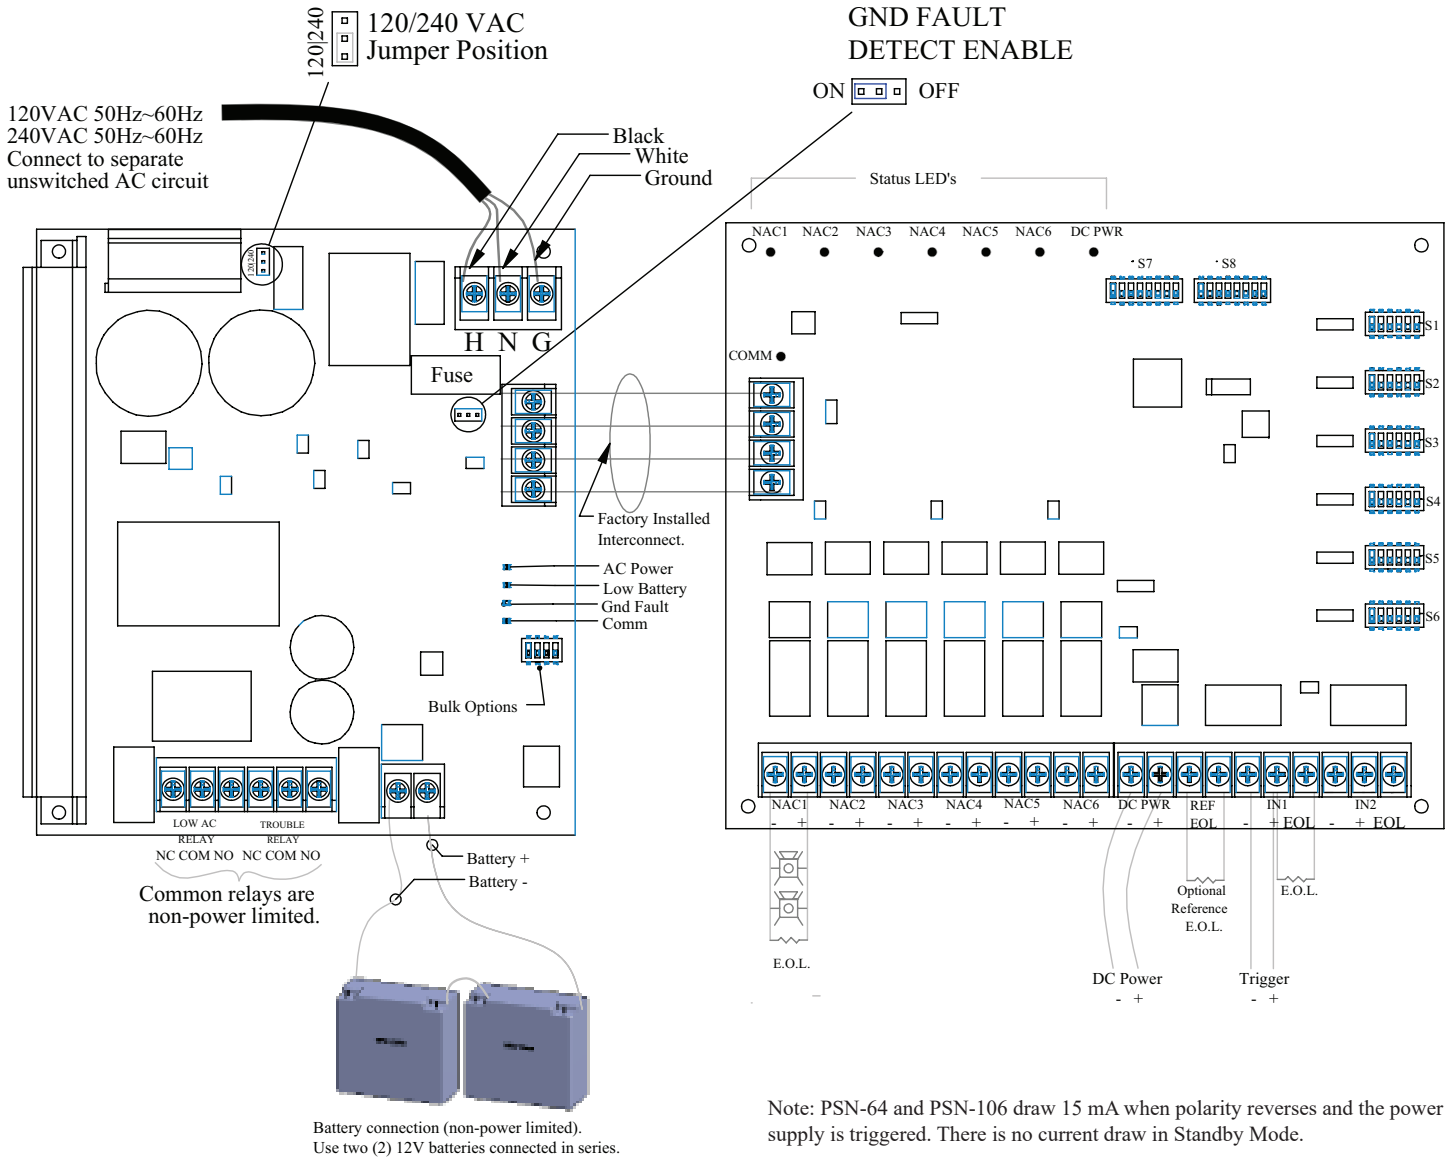 120|240
120/240 VAC
Jumper Position
GND FAULT
DETECT ENABLE
ON OFF
120VAC 50Hz~60Hz
240VAC 50Hz~60Hz
Connect to separate
unswitched AC circuit
Black
White
Ground
Status LED's
NAC1 NAC2 NAC3 NAC4 NAC5 NAC6 DC PWR
120|240
S7 S8
S1
H N G
COMM
Fuse
S2
S3
S4
Factory Installed
Interconnect.
AC Power
Low Battery
Gnd Fault
Comm
S5
S6
Bulk Options
NAC1 NAC2 NAC3 NAC4 NAC5 NAC6 DC PWR REF IN1 IN2
- + - + - + - + - + - + - + EOL - + EOL - + EOL
LOW AC TROUBLE
RELAY RELAY
NC COM NO NC COM NO
Battery +
Battery -
Common relays are
non-power limited.
Optional
Reference
E.O.L.
E.O.L.
E.O.L.
DC Power Trigger
- + - +
Note: PSN-64 and PSN-106 draw 15 mA when polarity reverses and the power
supply is triggered. There is no current draw in Standby Mode.
Battery connection (non-power limited).
Use two (2) 12V batteries connected in series.